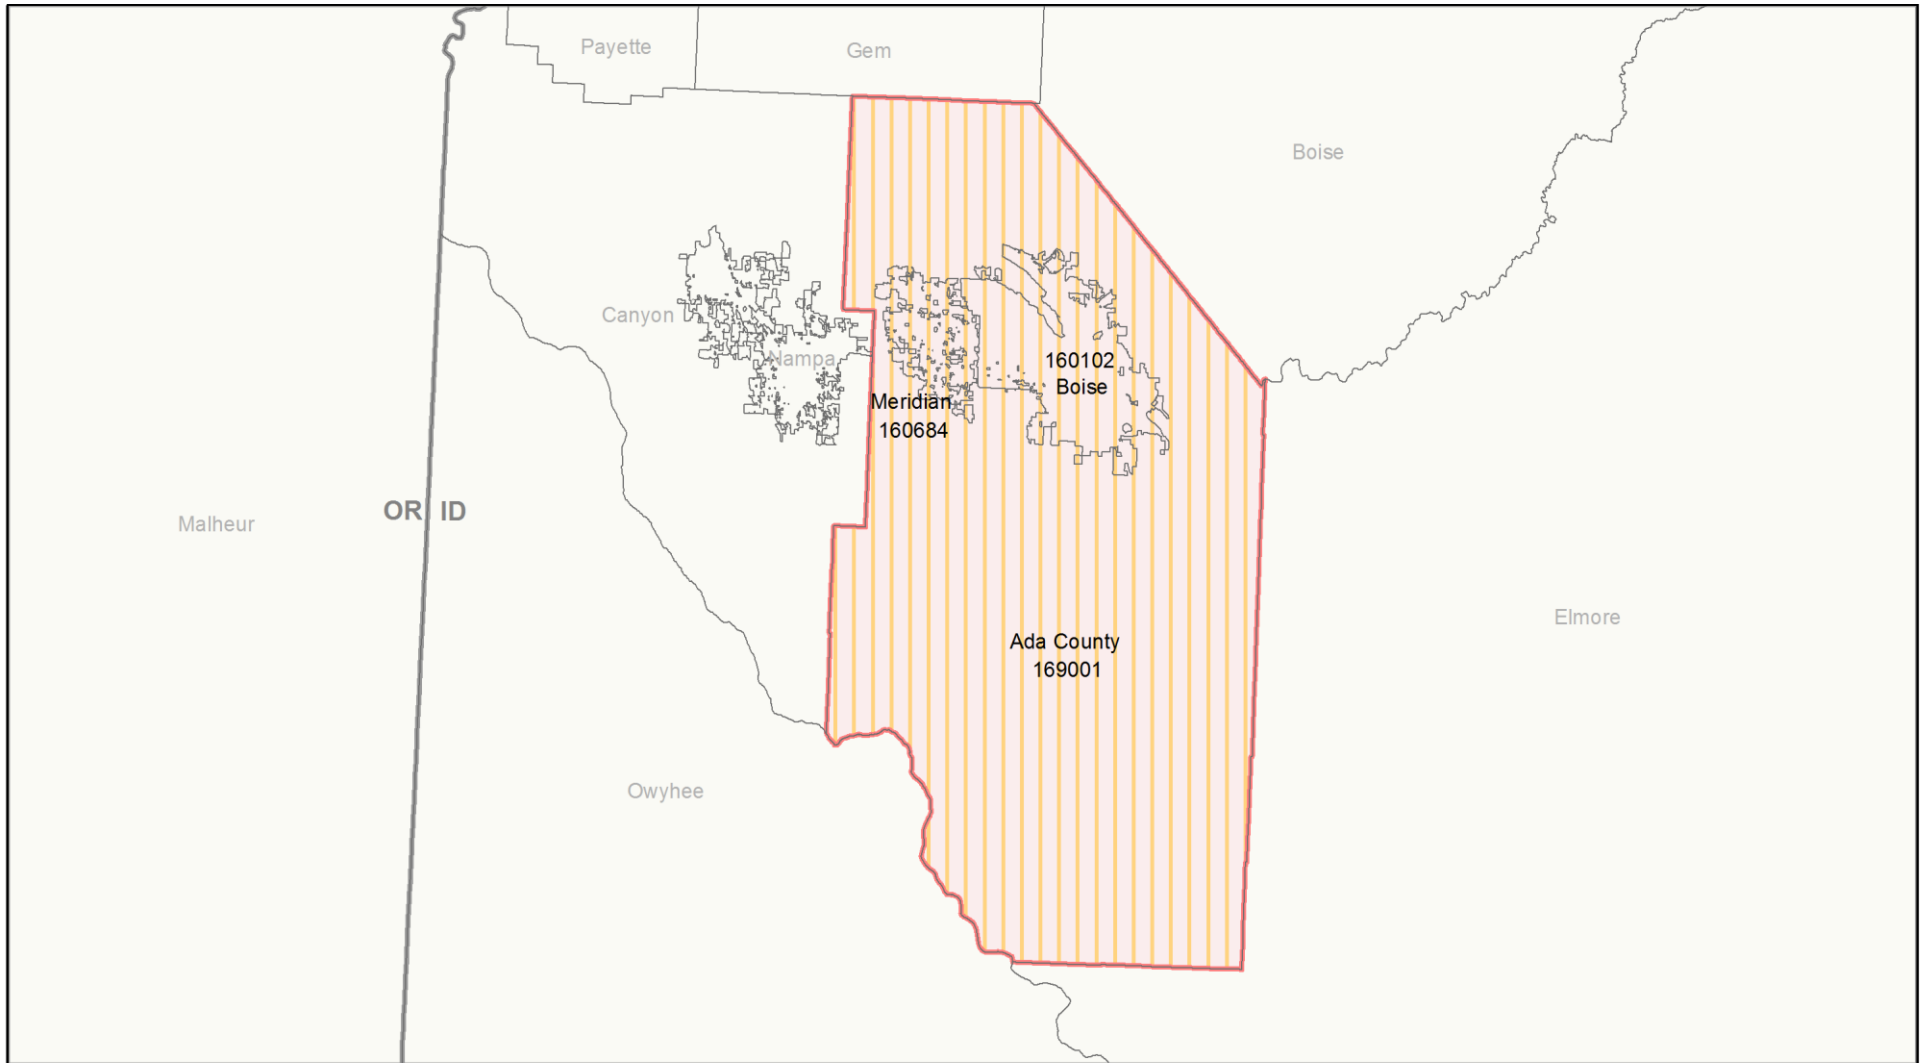 Payette
Gem
Boise
Canyon
Nampa
160102
Boise
Meridian
160684
OR ID
Malheur
Elmore
Ada County
169001
Owyhee